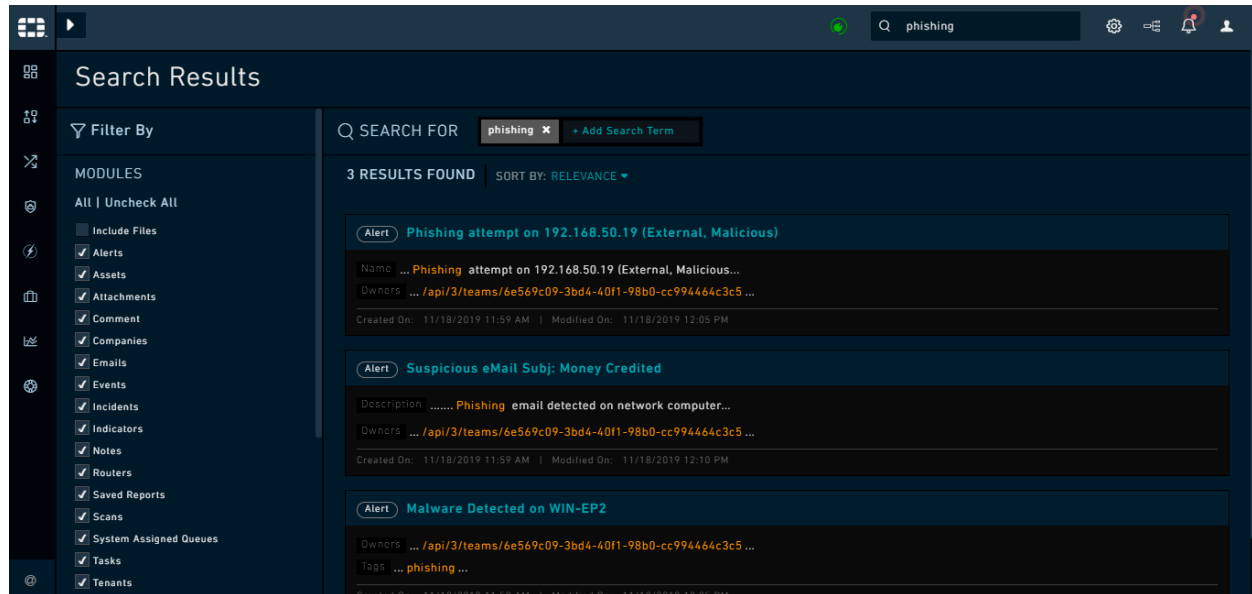 phishing
Search Results
Filter By
MODULES
All | Uncheck All
Include Files
Alerts
Assets
Attachments
Comment
Companies
Emails
Events
Incidents
Indicators
Notes
Routers
Saved Reports
Scans
System Assigned Queues
Tasks
Tenants
@
SEARCH FOR phishing ✖ + Add Search Term
3 RESULTS FOUND SORT BY: RELEVANCE
Alert Phishing attempt on 192.168.50.19 (External, Malicious)
Name ... Phishing attempt on 192.168.50.19 (External, Malicious...
Owners ... /api/3/teams/6e569c09-3bd4-40f1-98b0-cc994464c3c5 ...
Created On: 11/18/2019 11:59 AM | Modified On: 11/18/2019 12:05 PM
Alert Suspicious eMail Subj: Money Credited
Description ....... Phishing email detected on network computer...
Owners ... /api/3/teams/6e569c09-3bd4-40f1-98b0-cc994464c3c5 ...
Created On: 11/18/2019 11:59 AM | Modified On: 11/18/2019 12:10 PM
Alert Malware Detected on WIN-EP2
Owners ... /api/3/teams/6e569c09-3bd4-40f1-98b0-cc994464c3c5 ...
Tags ... phishing ...